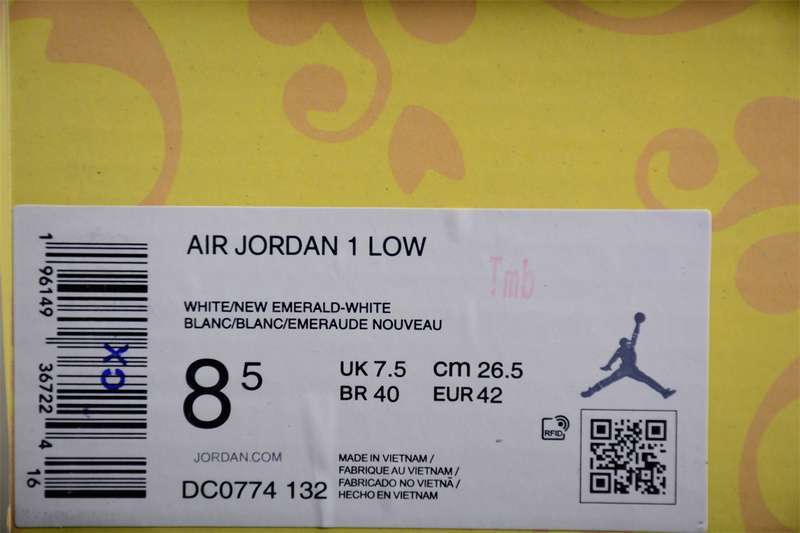 AIR JORDAN 1 LOW
Tmb
WHITE/NEW EMERALD-WHITE
BLANC/BLANC/EMERAUDE NOUVEAU
8 5
UK 7.5 cm 26.5
BR 40 EUR 42
RFID
JORDAN.COM
DC0774 132
MADE IN VIETNAM /
FABRIQUE AU VIETNAM /
FABRICADO NO VIETNÃ /
HECHO EN VIETNAM
1 96149 36722 4 16
CX